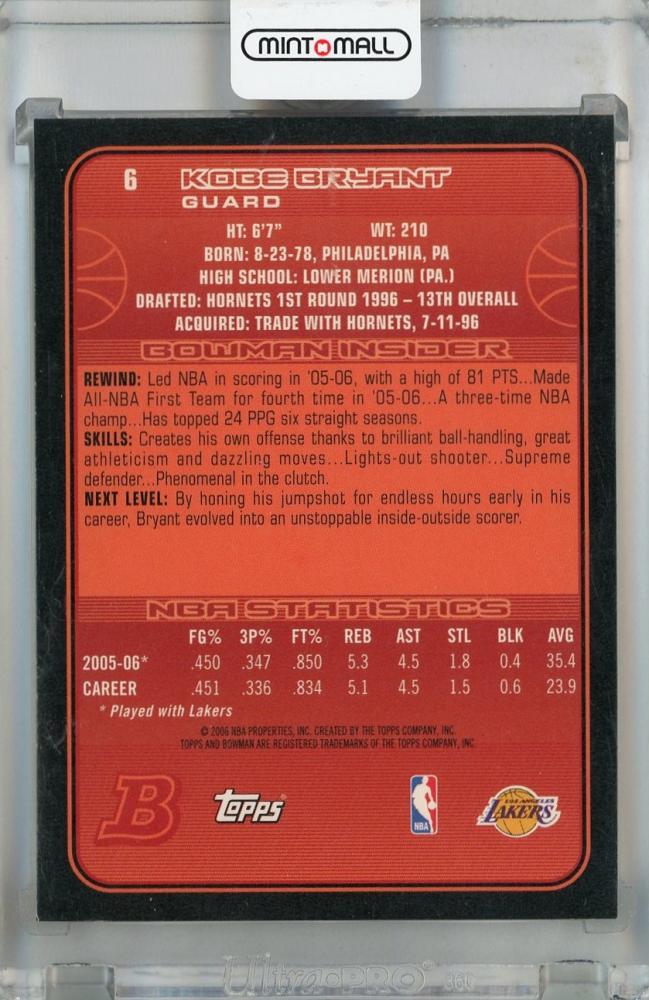 MINT MALL
6 KOBE BRYANT
GUARD
HT: 6'7" WT: 210
BORN: 8-23-78, PHILADELPHIA, PA
HIGH SCHOOL: LOWER MERION (PA.)
DRAFTED: HORNETS 1ST ROUND 1996 – 13TH OVERALL
ACQUIRED: TRADE WITH HORNETS, 7-11-96
BOWMAN INSIDER
REWIND: Led NBA in scoring in '05-06, with a high of 81 PTS...Made
All-NBA First Team for fourth time in '05-06...A three-time NBA
champ...Has topped 24 PPG six straight seasons.
SKILLS: Creates his own offense thanks to brilliant ball-handling, great
athleticism and dazzling moves...Lights-out shooter...Supreme
defender...Phenomenal in the clutch.
NEXT LEVEL: By honing his jumpshot for endless hours early in his
career, Bryant evolved into an unstoppable inside-outside scorer.
NBA STATISTICS
FG% 3P% FT% REB AST STL BLK AVG
2005-06* .450 .347 .850 5.3 4.5 1.8 0.4 35.4
CAREER .451 .336 .834 5.1 4.5 1.5 0.6 23.9
* Played with Lakers
© 2006 NBA PROPERTIES, INC. CREATED BY THE TOPPS COMPANY, INC.
TOPPS AND BOWMAN ARE REGISTERED TRADEMARKS OF THE TOPPS COMPANY, INC.
B topps NBA LOS ANGELES LAKERS
Ultra·PRO